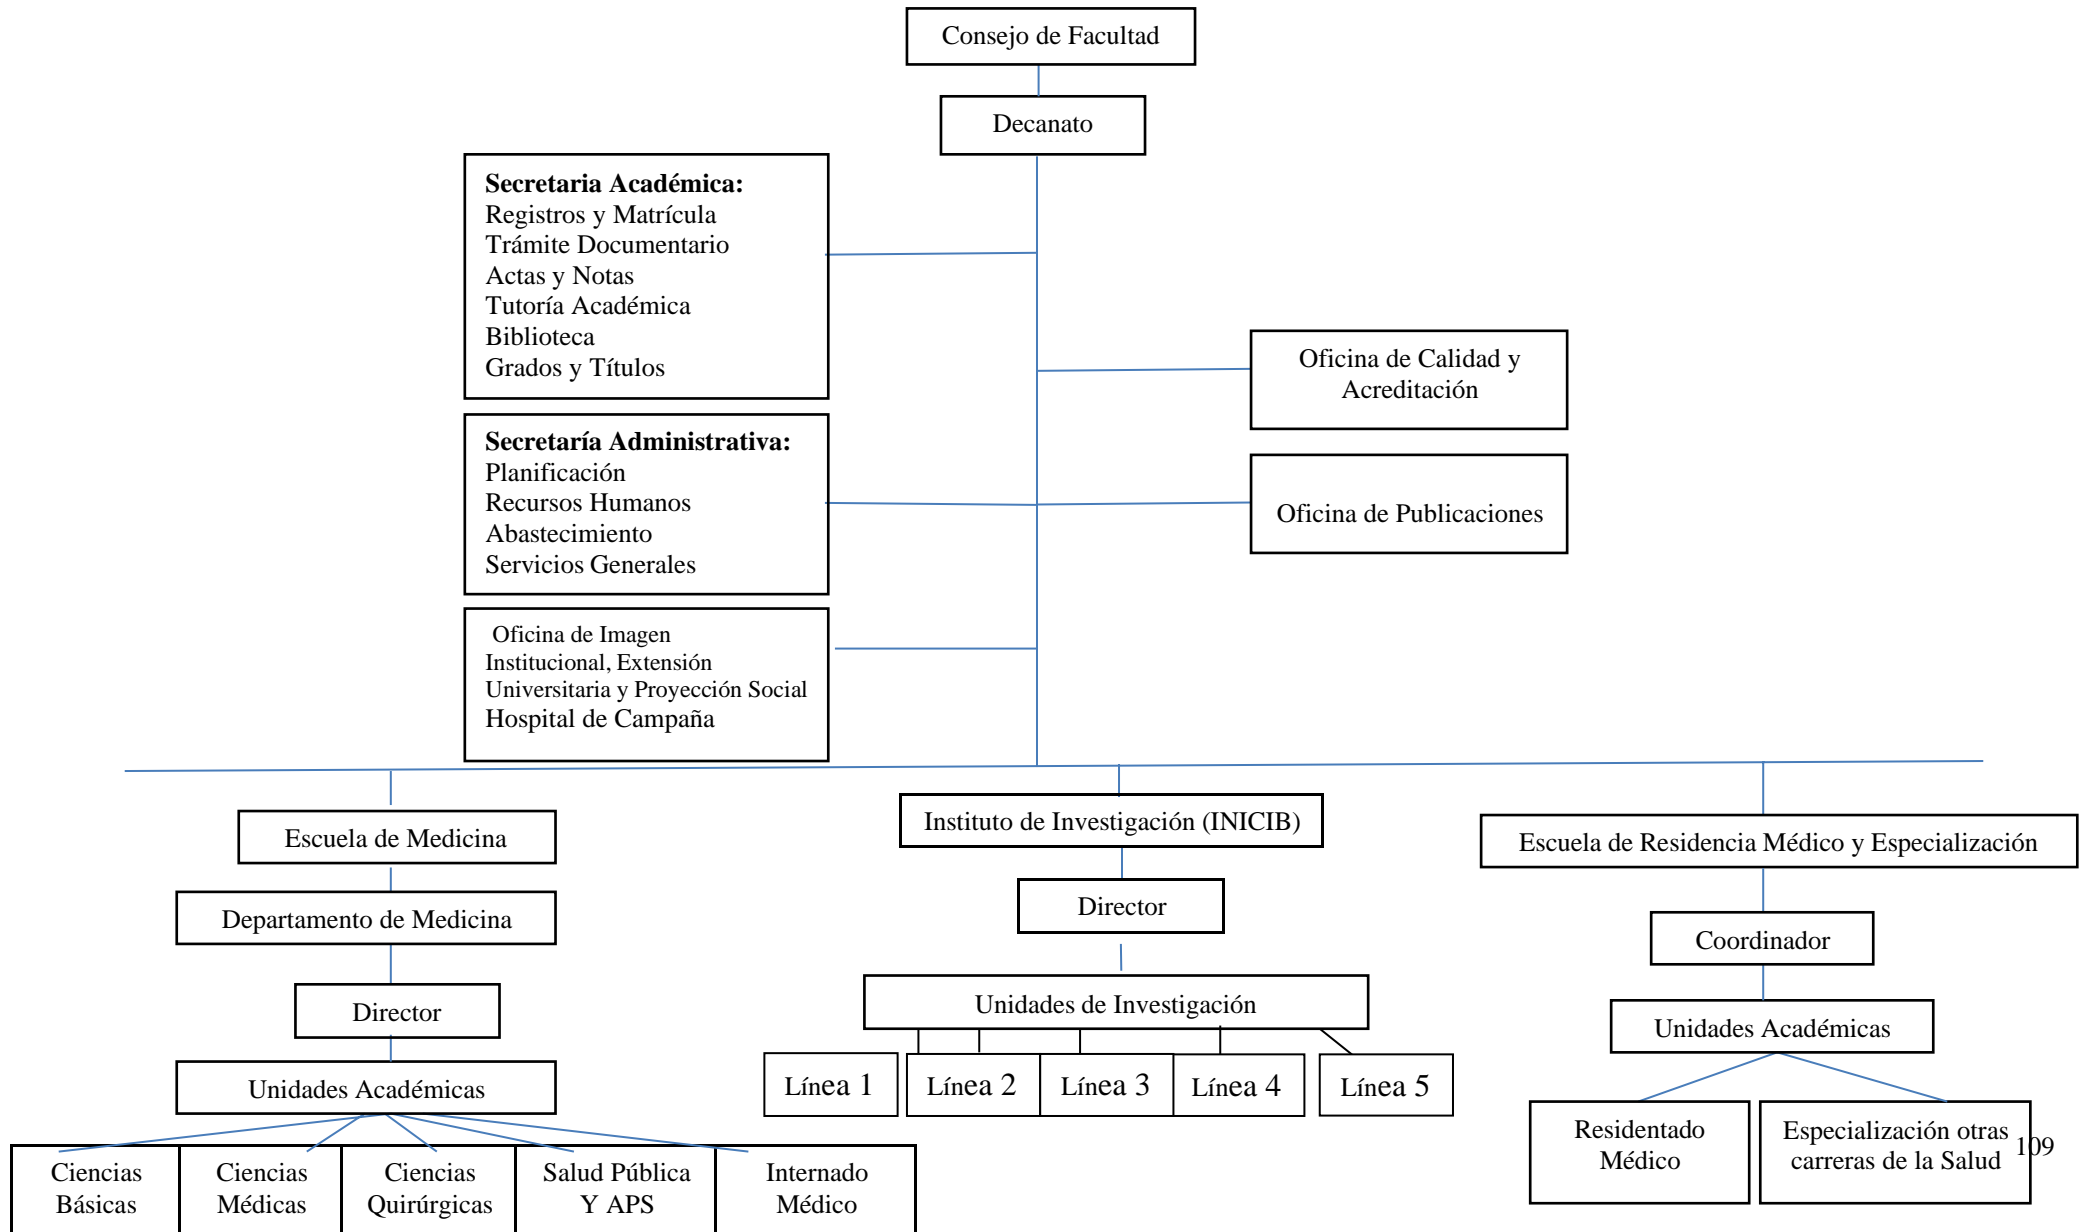 Consejo de Facultad
Decanato
Secretaria Académica:
Registros y Matrícula
Trámite Documentario
Actas y Notas
Tutoría Académica
Biblioteca
Grados y Títulos
Oficina de Calidad y
Acreditación
Secretaría Administrativa:
Planificación
Recursos Humanos
Abastecimiento
Servicios Generales
Oficina de Publicaciones
Oficina de Imagen
Institucional, Extensión
Universitaria y Proyección Social
Hospital de Campaña
Escuela de Medicina
Departamento de Medicina
Director
Unidades Académicas
Ciencias
Básicas
Ciencias
Médicas
Ciencias
Quirúrgicas
Salud Pública
Y APS
Internado
Médico
Instituto de Investigación (INICIB)
Director
Unidades de Investigación
Línea 1
Línea 2
Línea 3
Línea 4
Línea 5
Escuela de Residencia Médico y Especialización
Coordinador
Unidades Académicas
Residentado
Médico
Especialización otras
carreras de la Salud
109